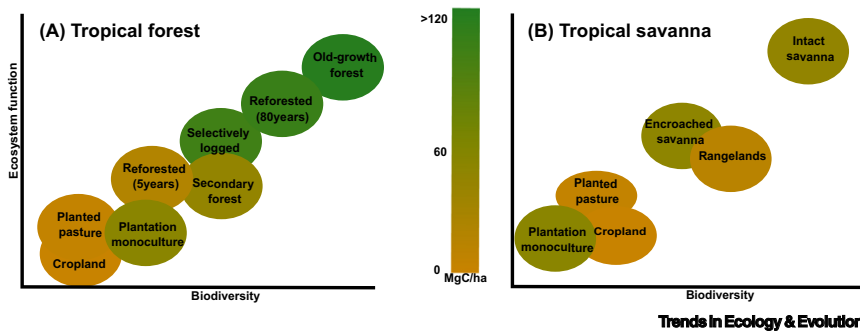 (A) Tropical forest
Ecosystem function
Old-growth
forest
Reforested
(80years)
Selectively
logged
Reforested
(5years)
Secondary
forest
Planted
pasture
Plantation
monoculture
Cropland
Biodiversity
>120
60
0
MgC/ha
(B) Tropical savanna
Intact
savanna
Encroached
savanna
Rangelands
Planted
pasture
Plantation
monoculture
Cropland
Biodiversity
Trends in Ecology & Evolution